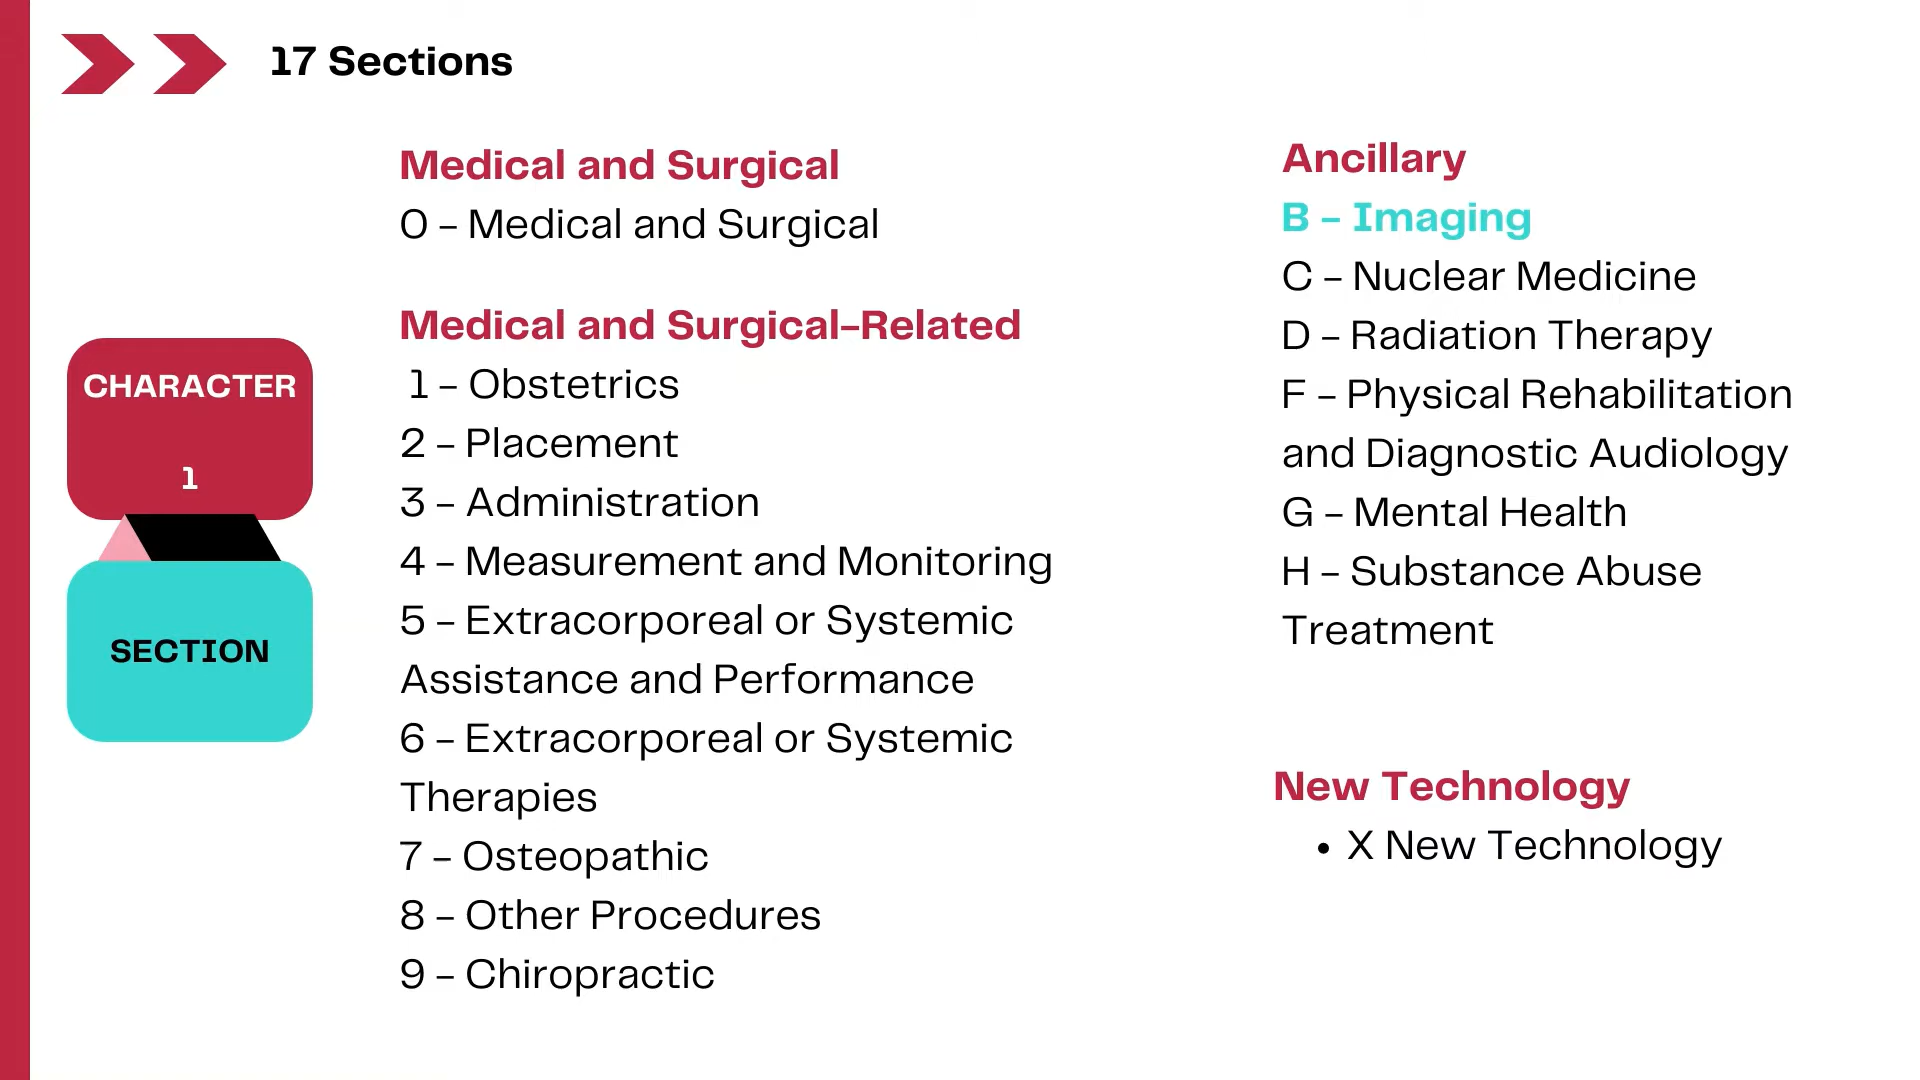 17 Sections
CHARACTER
1
SECTION
Medical and Surgical
0 – Medical and Surgical
Medical and Surgical-Related
1 – Obstetrics
2 – Placement
3 – Administration
4 – Measurement and Monitoring
5 – Extracorporeal or Systemic
Assistance and Performance
6 – Extracorporeal or Systemic
Therapies
7 – Osteopathic
8 – Other Procedures
9 – Chiropractic
Ancillary
B – Imaging
C – Nuclear Medicine
D – Radiation Therapy
F – Physical Rehabilitation
and Diagnostic Audiology
G – Mental Health
H – Substance Abuse
Treatment
New Technology
• X New Technology